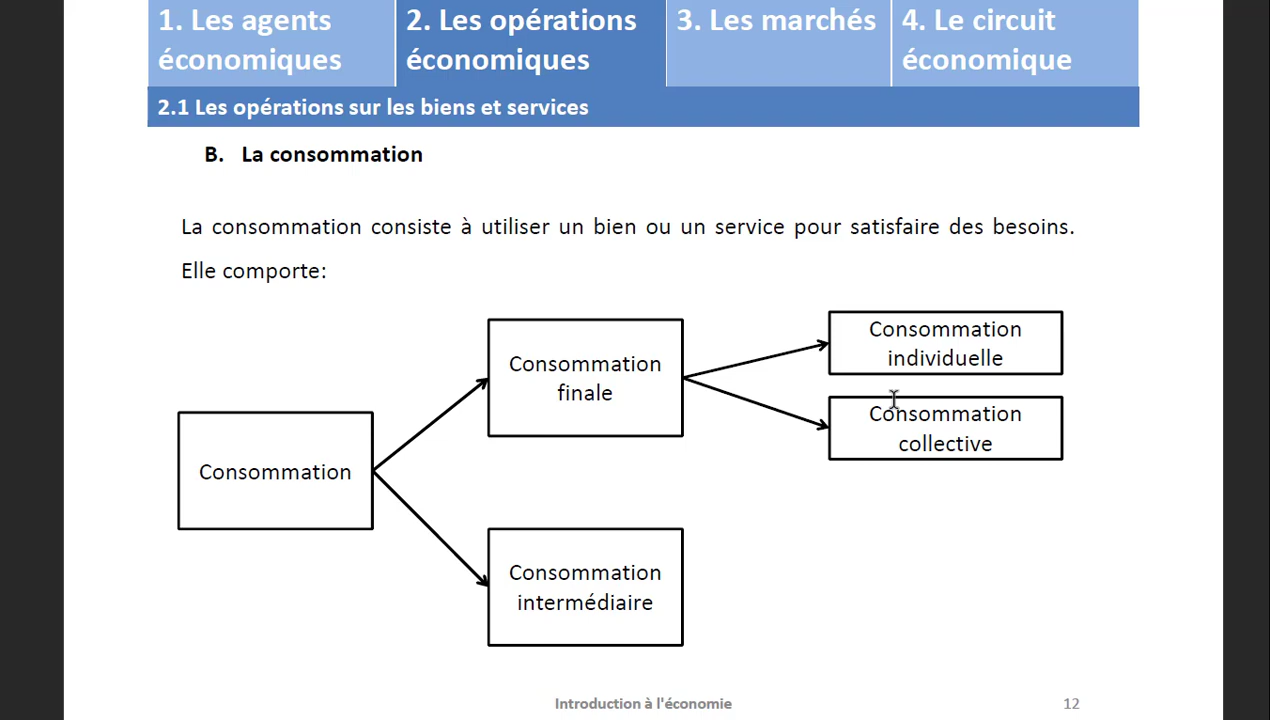 1. Les agents
économiques
2. Les opérations
économiques
3. Les marchés
4. Le circuit
économique
2.1 Les opérations sur les biens et services
B. La consommation
La consommation consiste à utiliser un bien ou un service pour satisfaire des besoins.
Elle comporte:
Consommation
Consommation
finale
Consommation
individuelle
Consommation
collective
Consommation
intermédiaire
Introduction à l'économie
12